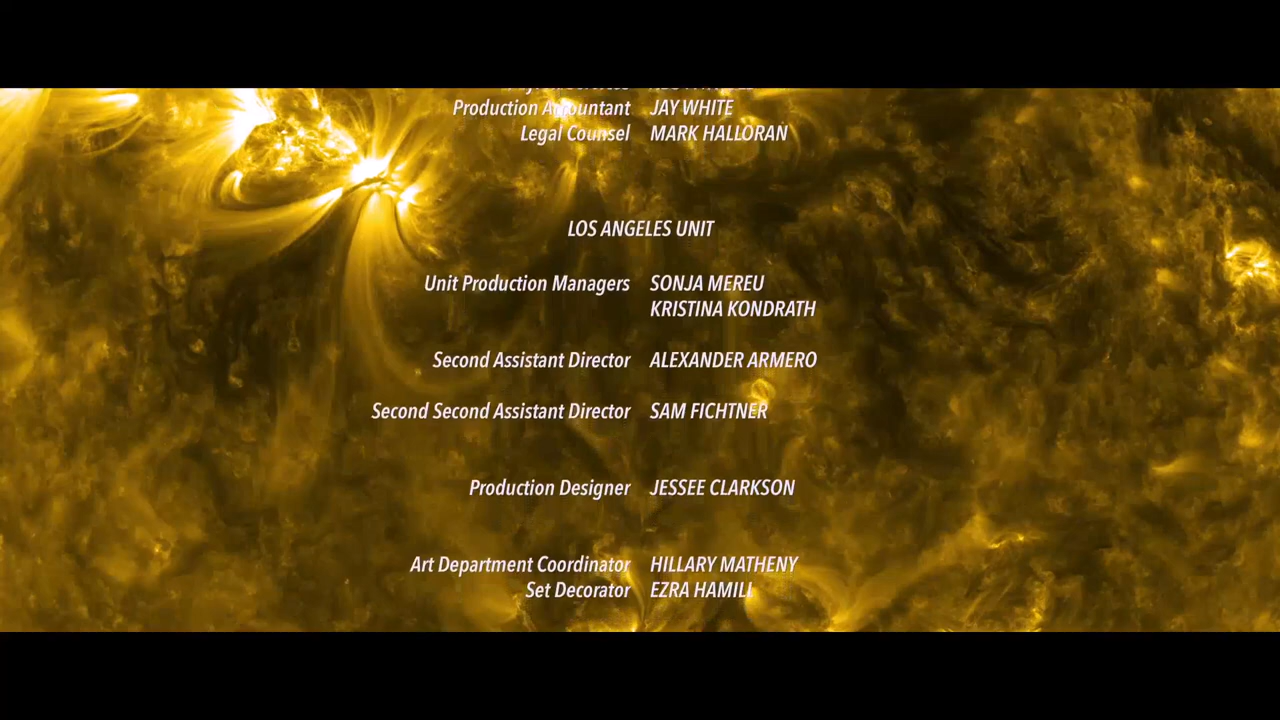 Production Accountant JAY WHITE
Legal Counsel MARK HALLORAN
LOS ANGELES UNIT
Unit Production Managers SONJA MEREU
KRISTINA KONDRATH
Second Assistant Director ALEXANDER ARMERO
Second Second Assistant Director SAM FICHTNER
Production Designer JESSEE CLARKSON
Art Department Coordinator HILLARY MATHENY
Set Decorator EZRA HAMILL